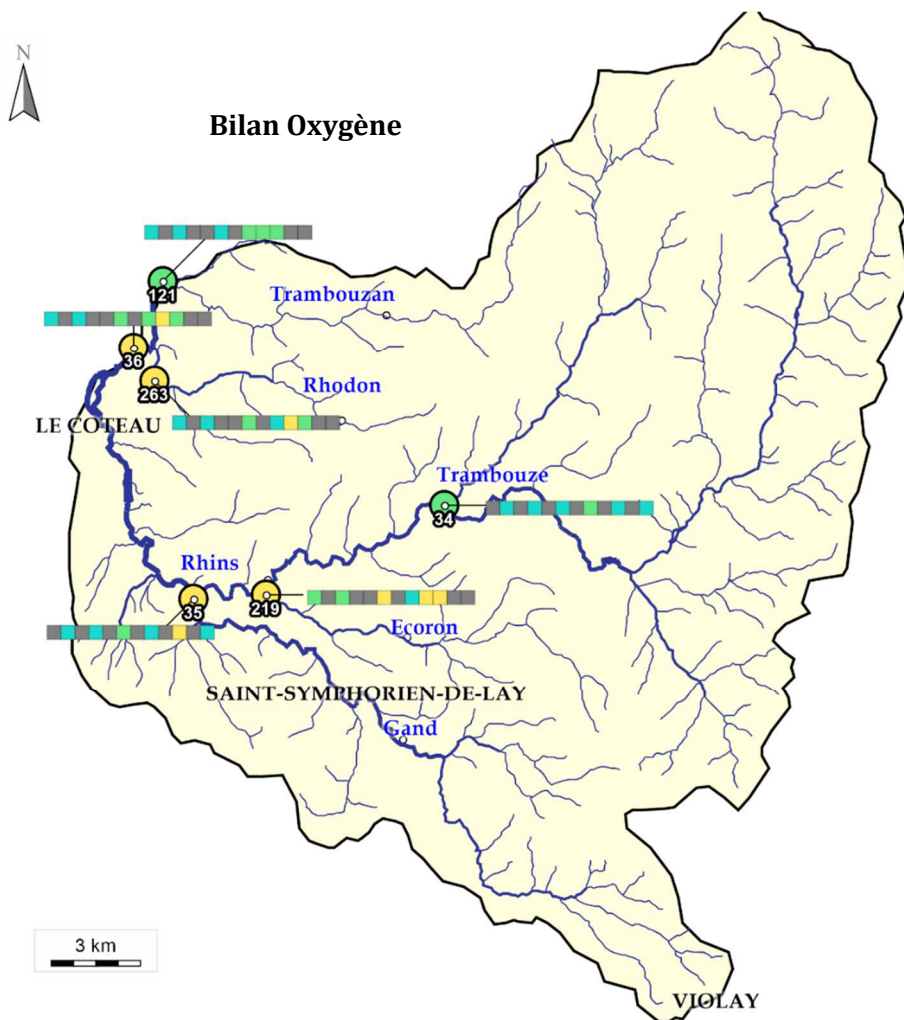 N
Bilan Oxygène
121
Trambouzan
36
263
Rhodon
LE COTEAU
Trambouze
34
Rhins
35
219
Ecoron
SAINT-SYMPHORIEN-DE-LAY
Gand
3 km
VIOLAY